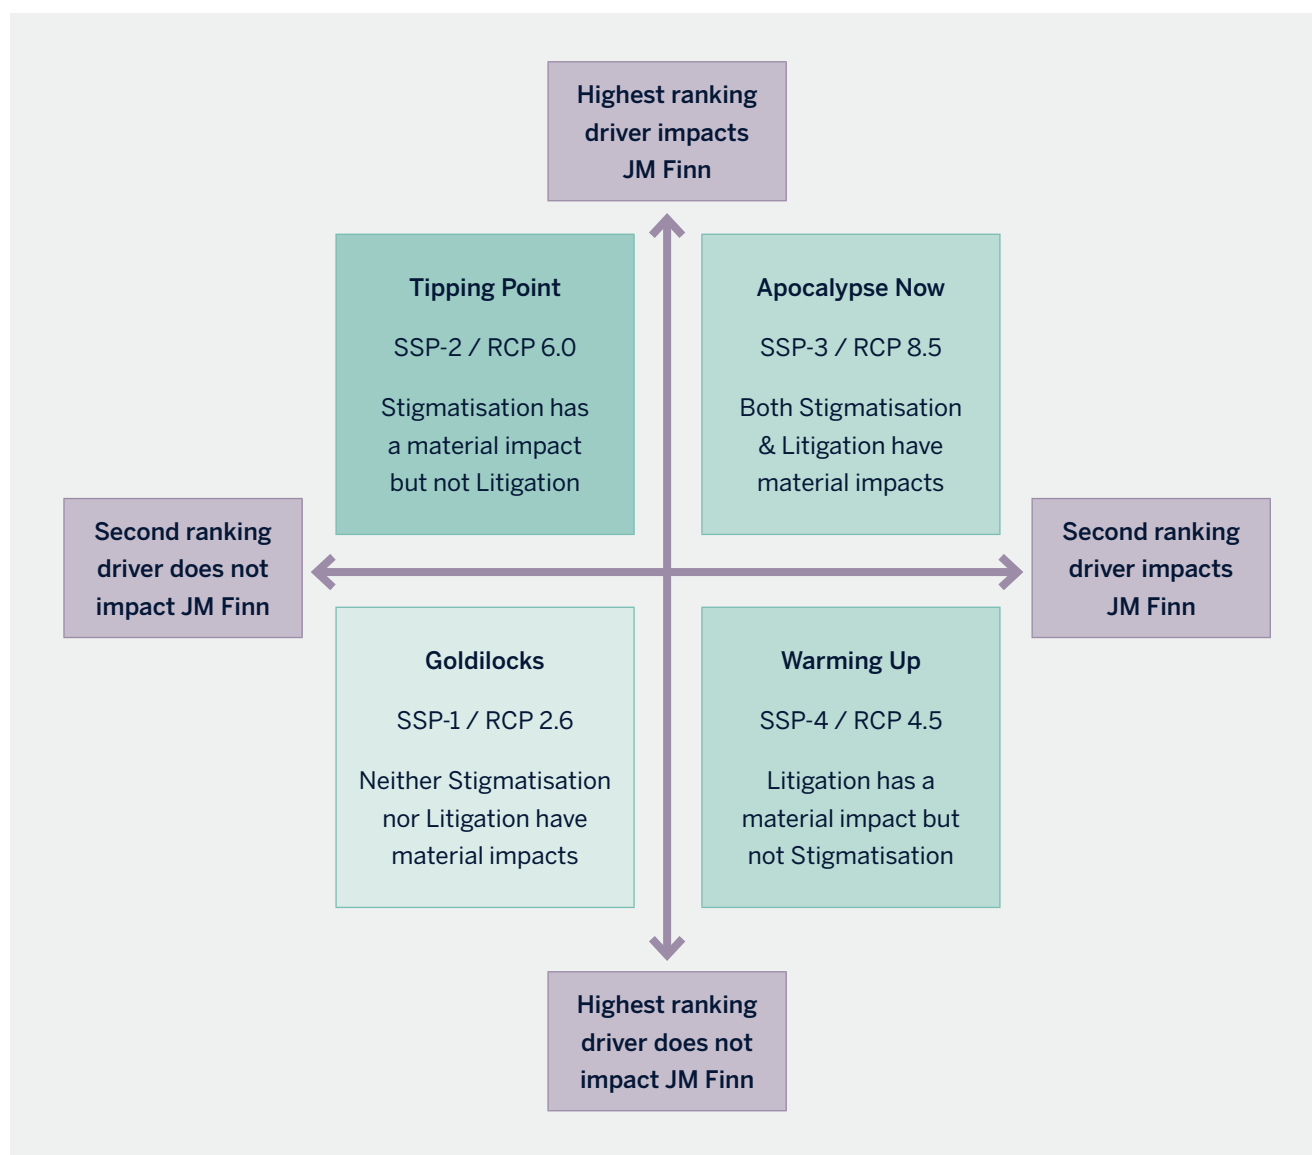 Highest ranking
driver impacts
JM Finn
Tipping Point
SSP-2 / RCP 6.0
Stigmatisation has
a material impact
but not Litigation
Apocalypse Now
SSP-3 / RCP 8.5
Both Stigmatisation
& Litigation have
material impacts
Second ranking
driver does not
impact JM Finn
Second ranking
driver impacts
JM Finn
Goldilocks
SSP-1 / RCP 2.6
Neither Stigmatisation
nor Litigation have
material impacts
Warming Up
SSP-4 / RCP 4.5
Litigation has a
material impact but
not Stigmatisation
Highest ranking
driver does not
impact JM Finn